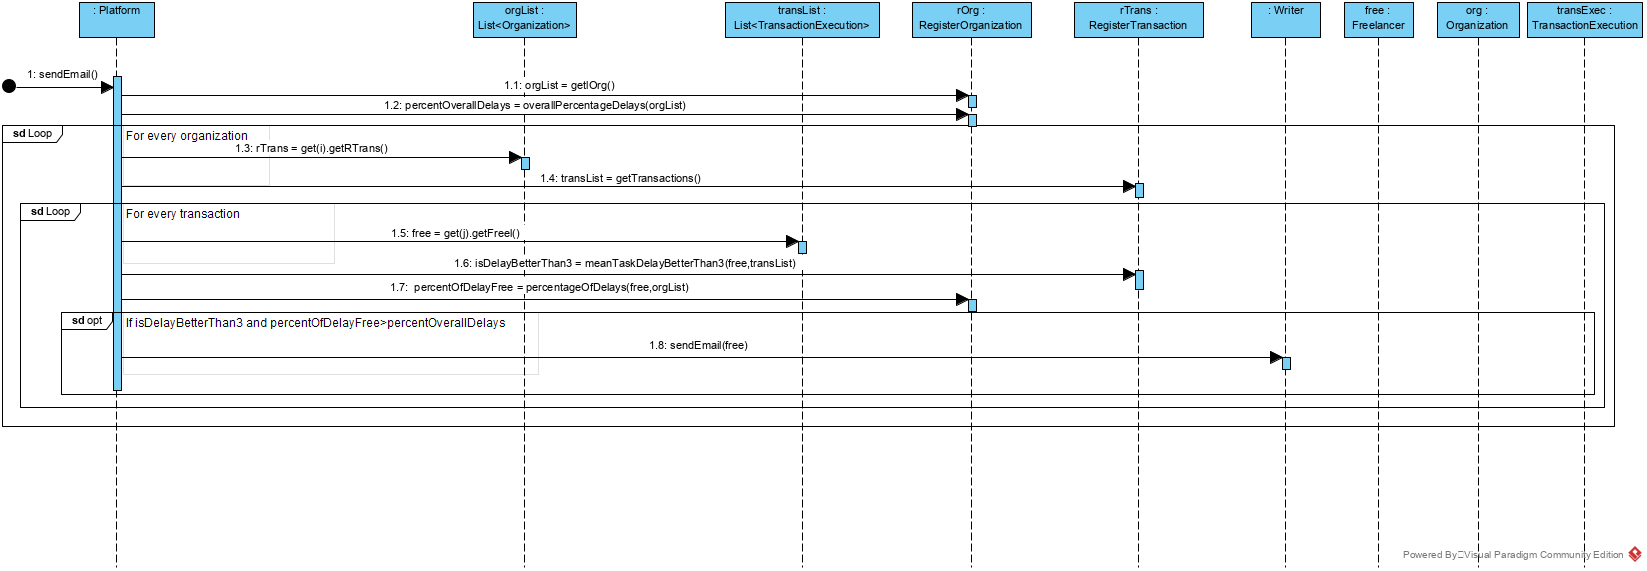 : Platform
orgList :
List<Organization>
transList :
List<TransactionExecution>
rOrg :
RegisterOrganization
rTrans :
RegisterTransaction
: Writer
free :
Freelancer
org :
Organization
transExec :
TransactionExecution
1: sendEmail()
1.1: orgList = getlOrg()
1.2: percentOverallDelays = overallPercentageDelays(orgList)
sd Loop
For every organization
1.3: rTrans = get(i).getRTrans()
1.4: transList = getTransactions()
sd Loop
For every transaction
1.5: free = get(j).getFreel()
1.6: isDelayBetterThan3 = meanTaskDelayBetterThan3(free,transList)
1.7:  percentOfDelayFree = percentageOfDelays(free,orgList)
sd opt
If isDelayBetterThan3 and percentOfDelayFree>percentOverallDelays
1.8: sendEmail(free)
Powered By Visual Paradigm Community Edition